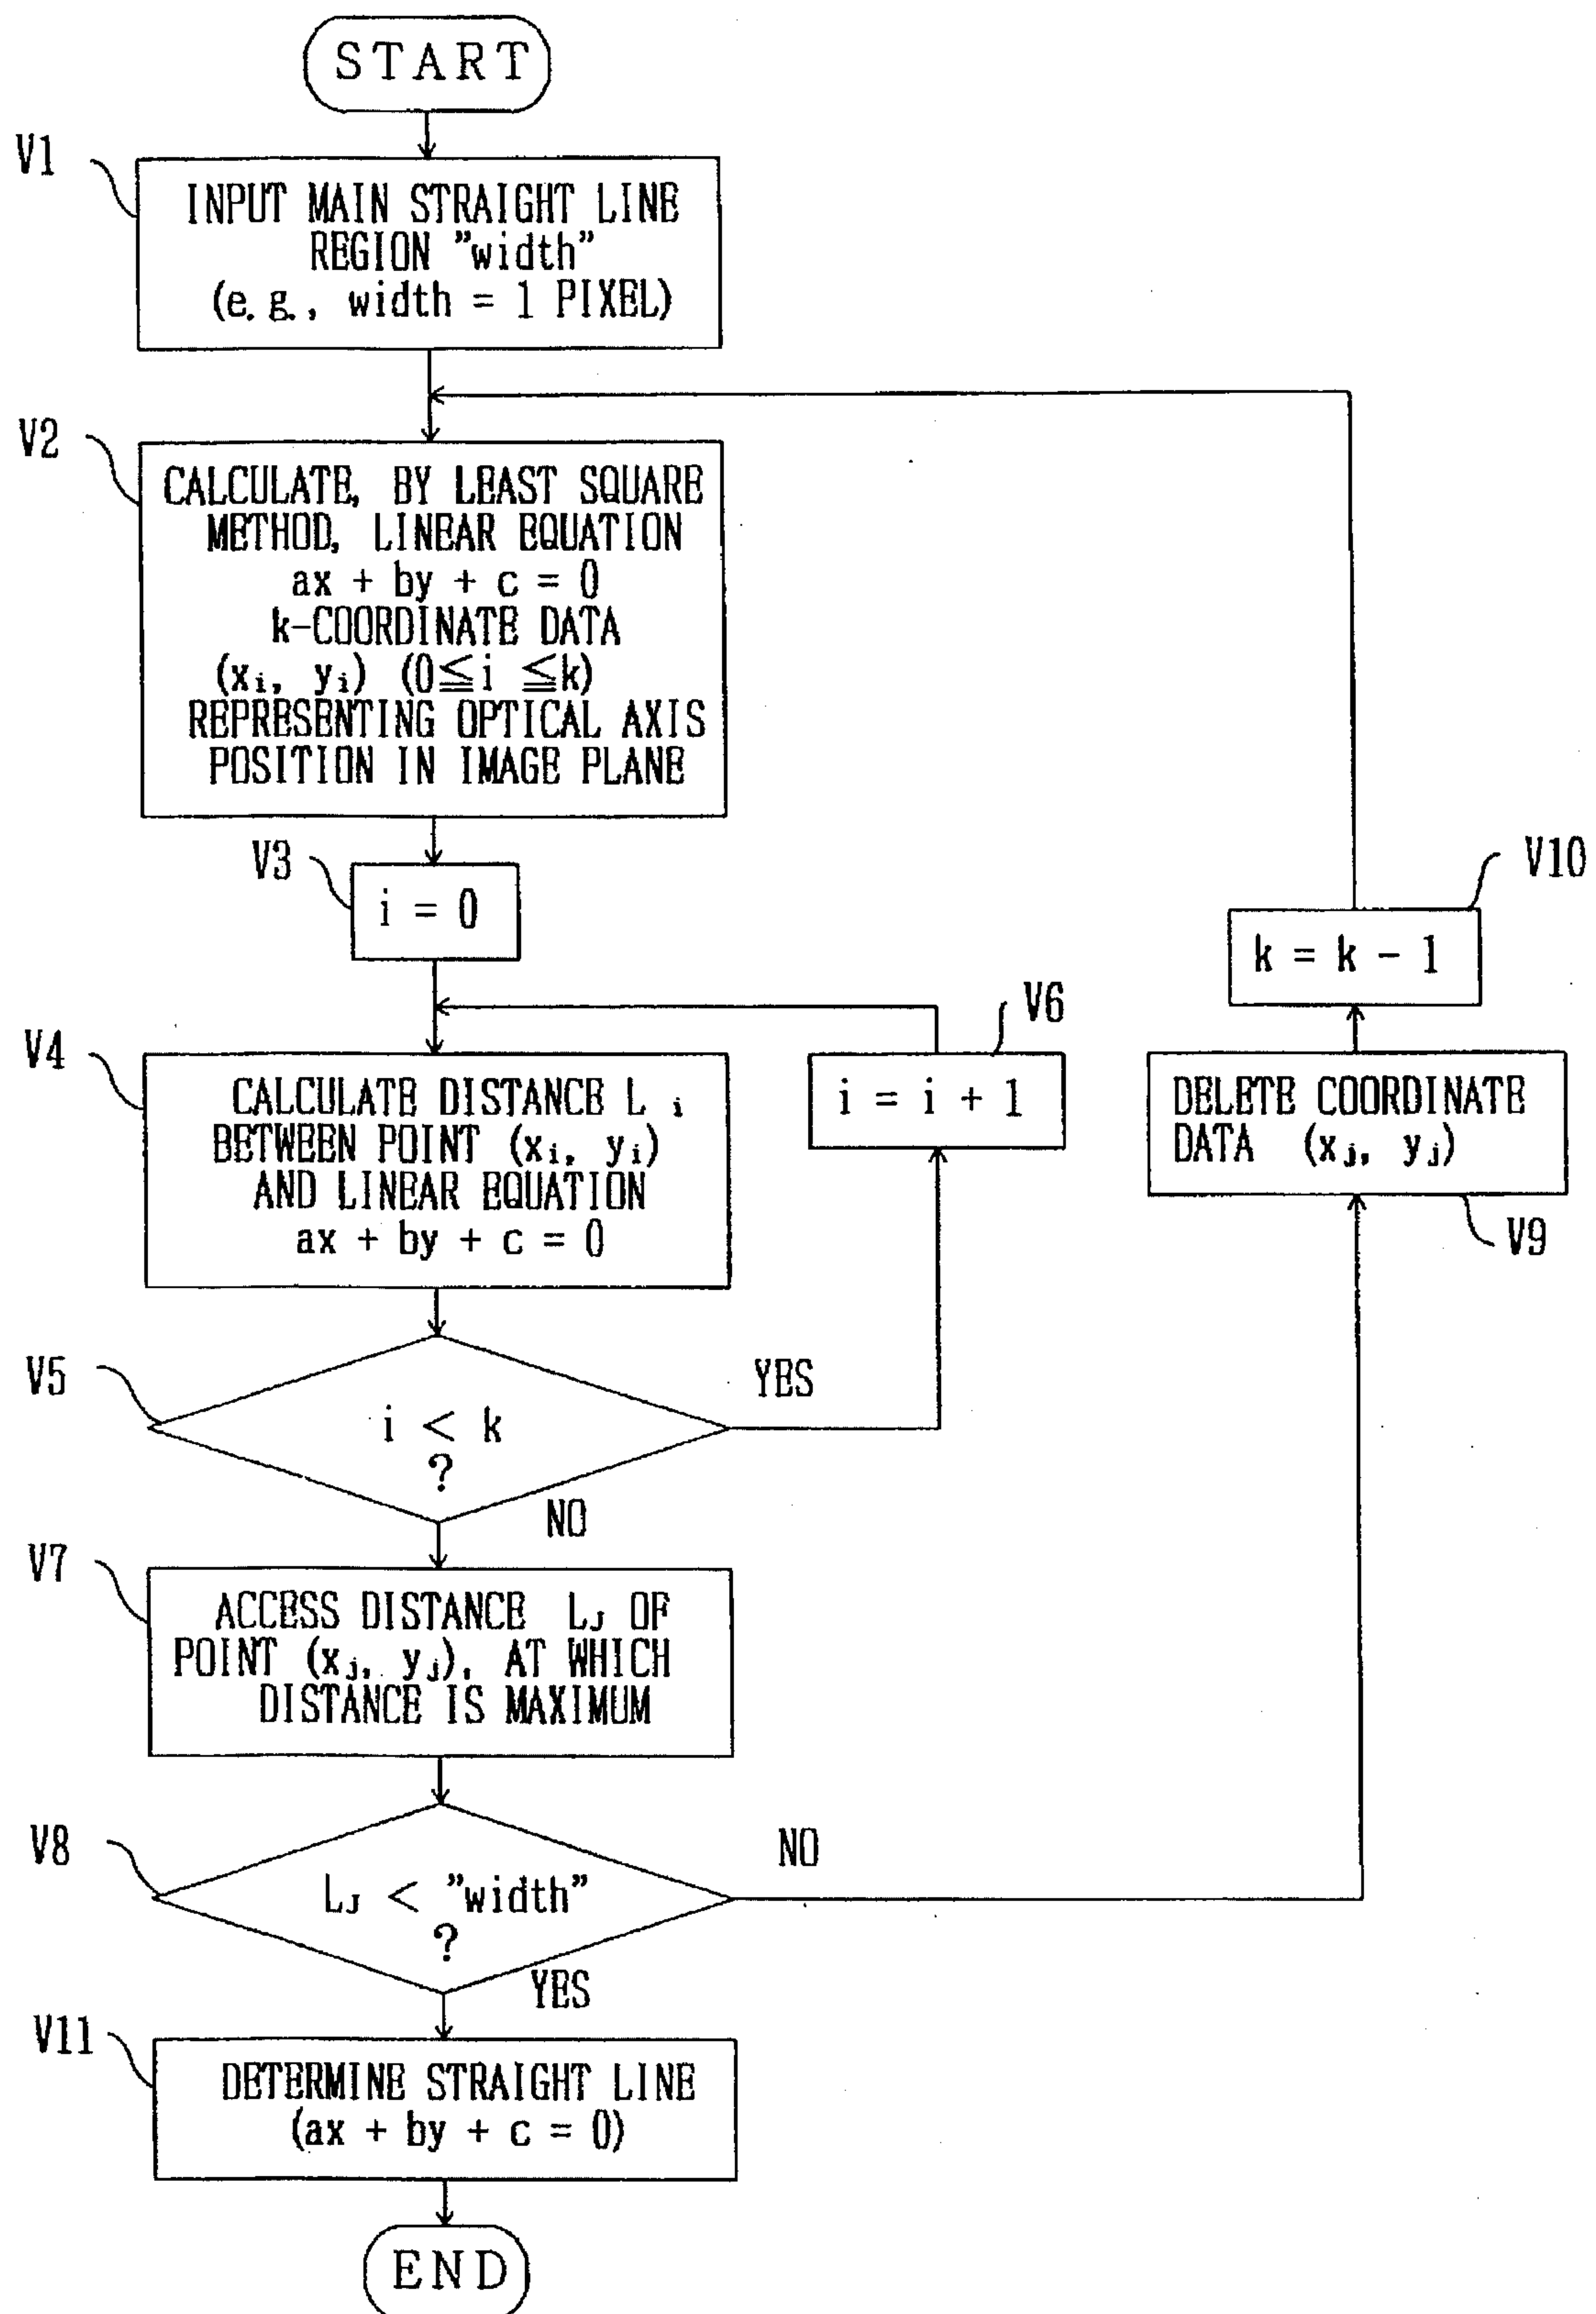 START
V1
INPUT MAIN STRAIGHT LINE
REGION "width"
(e.g., width = 1 PIXEL)
V2
CALCULATE, BY LEAST SQUARE
METHOD, LINEAR EQUATION
ax + by + c = 0
k-COORDINATE DATA
(xi, yi) (0≦i ≦k)
REPRESENTING OPTICAL AXIS
POSITION IN IMAGE PLANE
V3
i = 0
V10
k = k - 1
V6
i = i + 1
V4
CALCULATE DISTANCE L i
BETWEEN POINT (xi, yi)
AND LINEAR EQUATION
ax + by + c = 0
DELETE COORDINATE
DATA (xj, yj)
V9
V5
i < k
?
YES
NO
V7
ACCESS DISTANCE LJ OF
POINT (xj, yj), AT WHICH
DISTANCE IS MAXIMUM
V8
LJ < "width"
?
NO
YES
V11
DETERMINE STRAIGHT LINE
(ax + by + c = 0)
END